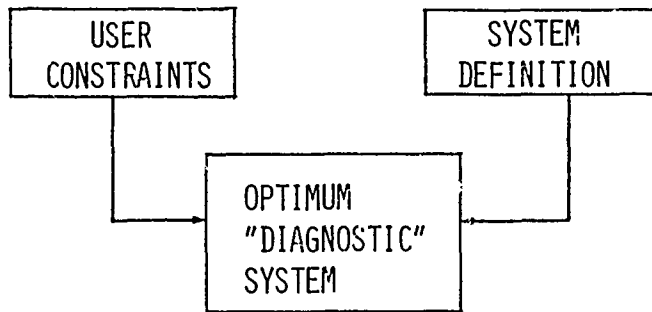 USER
CONSTRAINTS
SYSTEM
DEFINITION
OPTIMUM
"DIAGNOSTIC"
SYSTEM